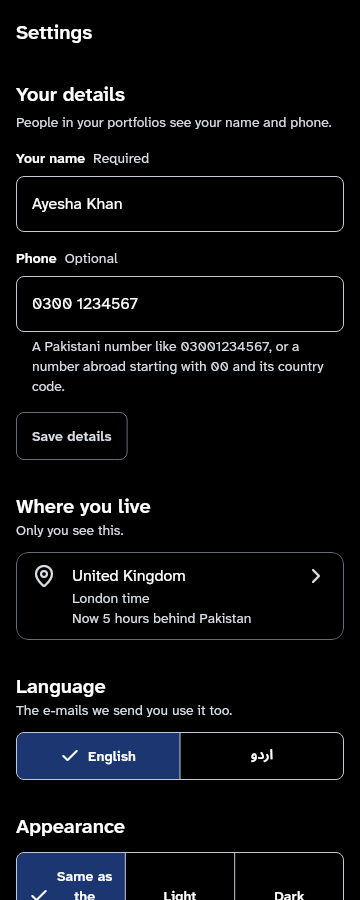 Settings
Your details
People in your portfolios see your name and phone.
Your name Required
Ayesha Khan
Phone Optional
0300 1234567
A Pakistani number like 03001234567, or a
number abroad starting with 00 and its country
code.
Save details
Where you live
Only you see this.
United Kingdom
London time
Now 5 hours behind Pakistan
Language
The e-mails we send you use it too.
English اردو
Appearance
Same as
the
Light Dark